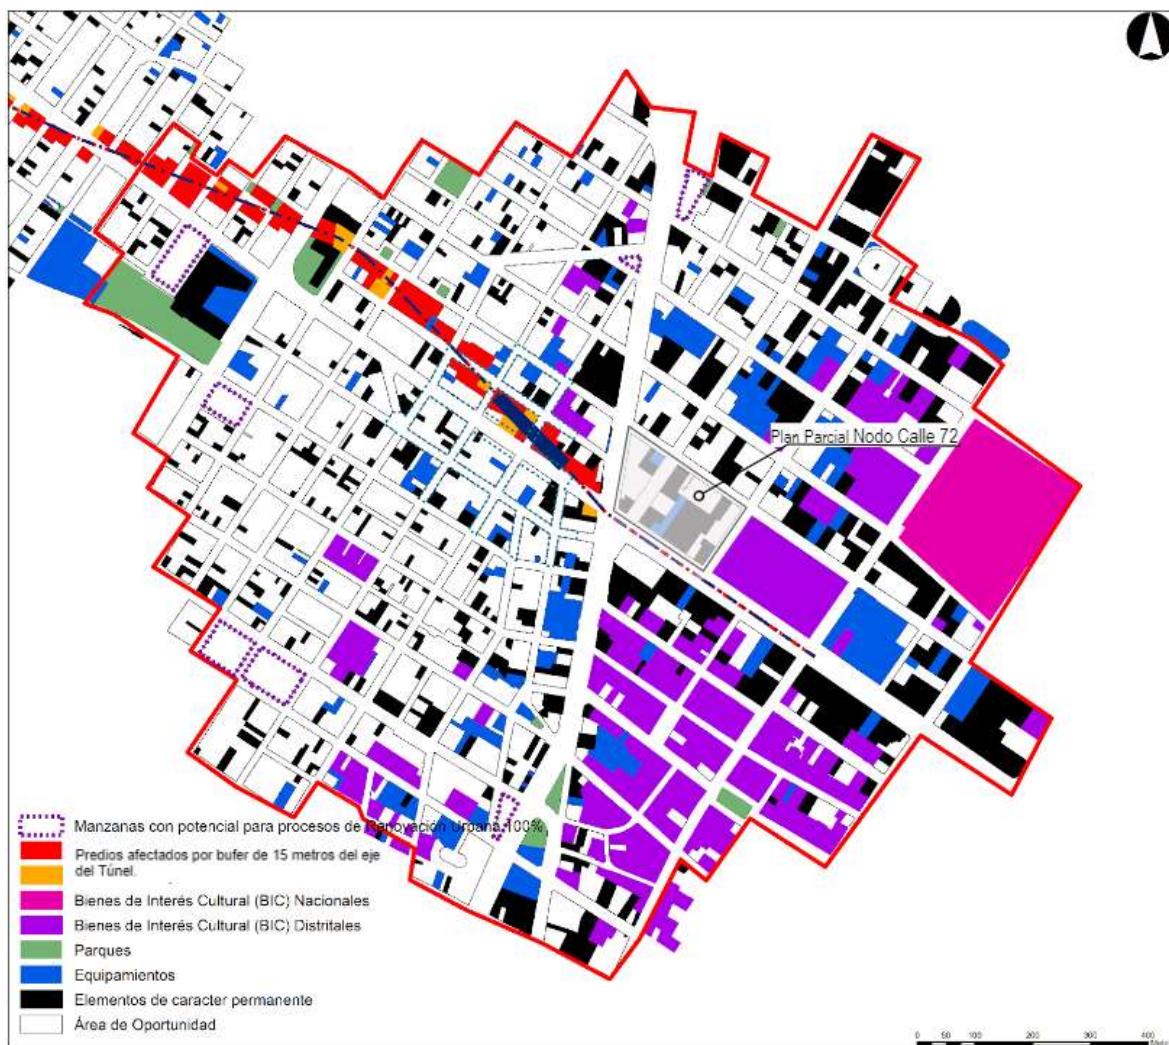 Plan Parcial Nodo Calle 72
Manzanas con potencial para procesos de Renovación Urbana 100%
Predios afectados por bufer de 15 metros del eje
del Túnel.
Bienes de Interés Cultural (BIC) Nacionales
Bienes de Interés Cultural (BIC) Distritales
Parques
Equipamientos
Elementos de caracter permanente
Área de Oportunidad
0 50 100 200 300 400